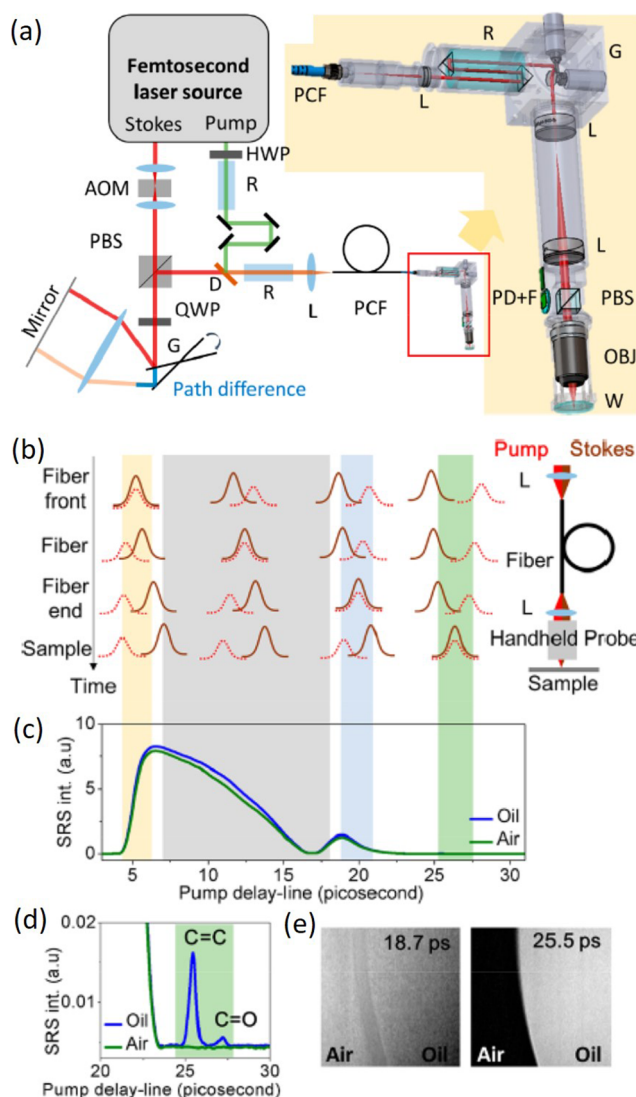 (a)
Femtosecond
laser source
Stokes Pump
HWP
R
AOM
PBS
D
R
L
PCF
QWP
Mirror
G
Path difference
PCF
L
R
G
L
L
PD+F
PBS
OBJ
W
(b)
Fiber
front
Fiber
Fiber
end
Sample
Time
Pump Stokes
L
Fiber
L
Handheld Probe
Sample
(c)
SRS int. (a.u)
10
5
0
Oil
Air
5 10 15 20 25 30
Pump delay-line (picosecond)
(d)
SRS int. (a.u)
0.02
0.01
C=C
C=O
Oil
Air
20 25 30
Pump delay-line (picosecond)
(e)
18.7 ps
Air Oil
25.5 ps
Air Oil